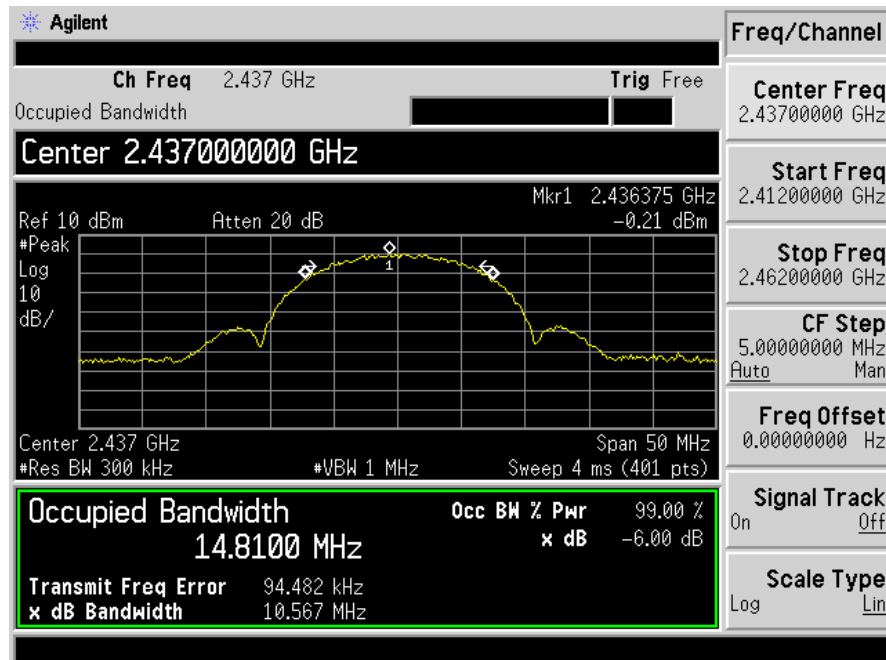 Agilent
Ch Freq 2.437 GHz Trig Free
Occupied Bandwidth
Center 2.437000000 GHz
Mkr1 2.436375 GHz
Ref 10 dBm Atten 20 dB -0.21 dBm
#Peak
Log
10
dB/
1
Center 2.437 GHz Span 50 MHz
#Res BW 300 kHz #VBW 1 MHz Sweep 4 ms (401 pts)
Occupied Bandwidth
14.8100 MHz
Occ BW % Pwr 99.00 %
x dB -6.00 dB
Transmit Freq Error 94.482 kHz
x dB Bandwidth 10.567 MHz
Freq/Channel
Center Freq
2.43700000 GHz
Start Freq
2.41200000 GHz
Stop Freq
2.46200000 GHz
CF Step
5.00000000 MHz
Auto Man
Freq Offset
0.00000000 Hz
Signal Track
On Off
Scale Type
Log Lin